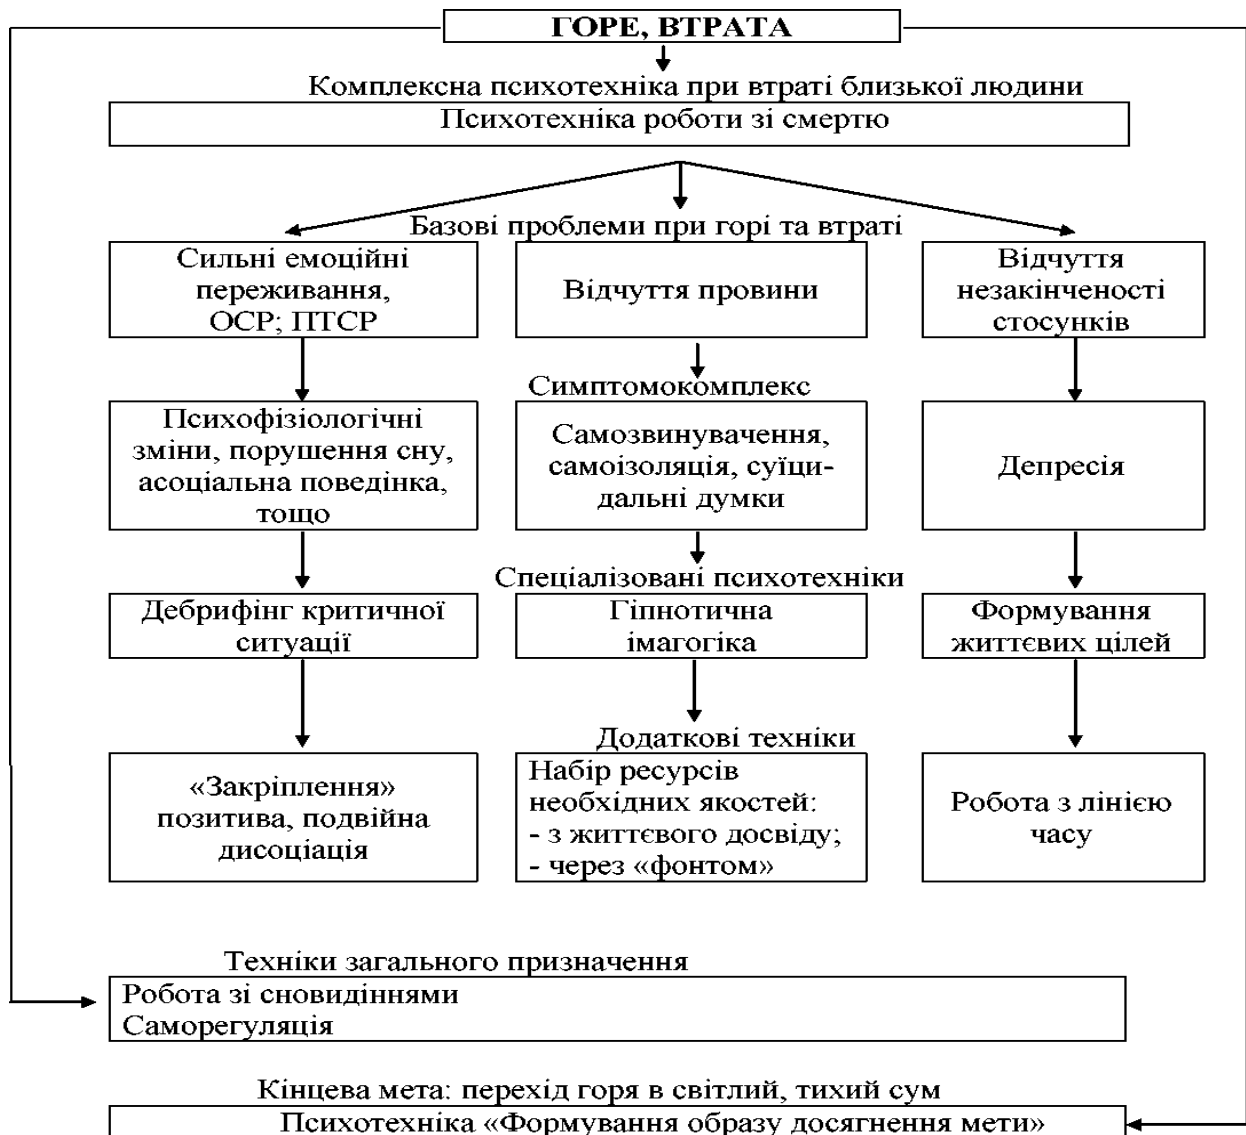 ГОРЕ, ВТРАТА
Комплексна психотехніка при втраті близької людини
Психотехніка роботи зі смертю
Базові проблеми при горі та втраті
Сильні емоційні
переживання,
ОСР; ПТСР
Відчуття провини
Відчуття
незакінченості
стосунків
Симптомокомплекс
Психофізіологічні
зміни, порушення сну,
асоціальна поведінка,
тощо
Самозвинувачення,
самоізоляція, суїци-
дальні думки
Депресія
Спеціалізовані психотехніки
Дебрифінг критичної
ситуації
Гіпнотична
імагогіка
Формування
життєвих цілей
Додаткові техніки
«Закріплення»
позитива, подвійна
дисоціація
Набір ресурсів
необхідних якостей:
- з життєвого досвіду;
- через «фонтом»
Робота з лінією
часу
Техніки загального призначення
Робота зі сновидіннями
Саморегуляція
Кінцева мета: перехід горя в світлий, тихий сум
Психотехніка «Формування образу досягнення мети»